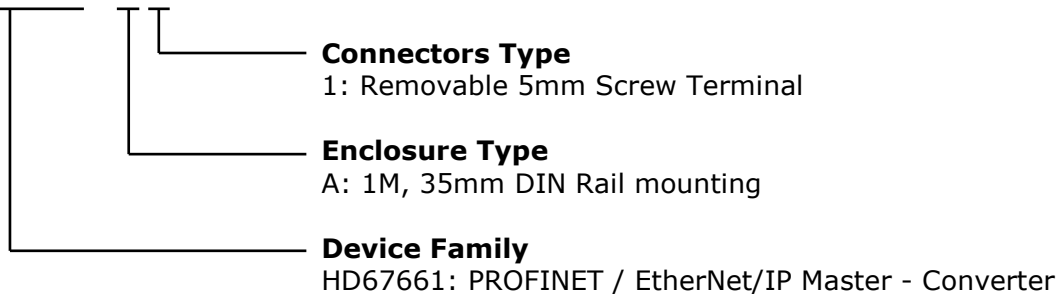 Connectors Type
1: Removable 5mm Screw Terminal
Enclosure Type
A: 1M, 35mm DIN Rail mounting
Device Family
HD67661: PROFINET / EtherNet/IP Master - Converter